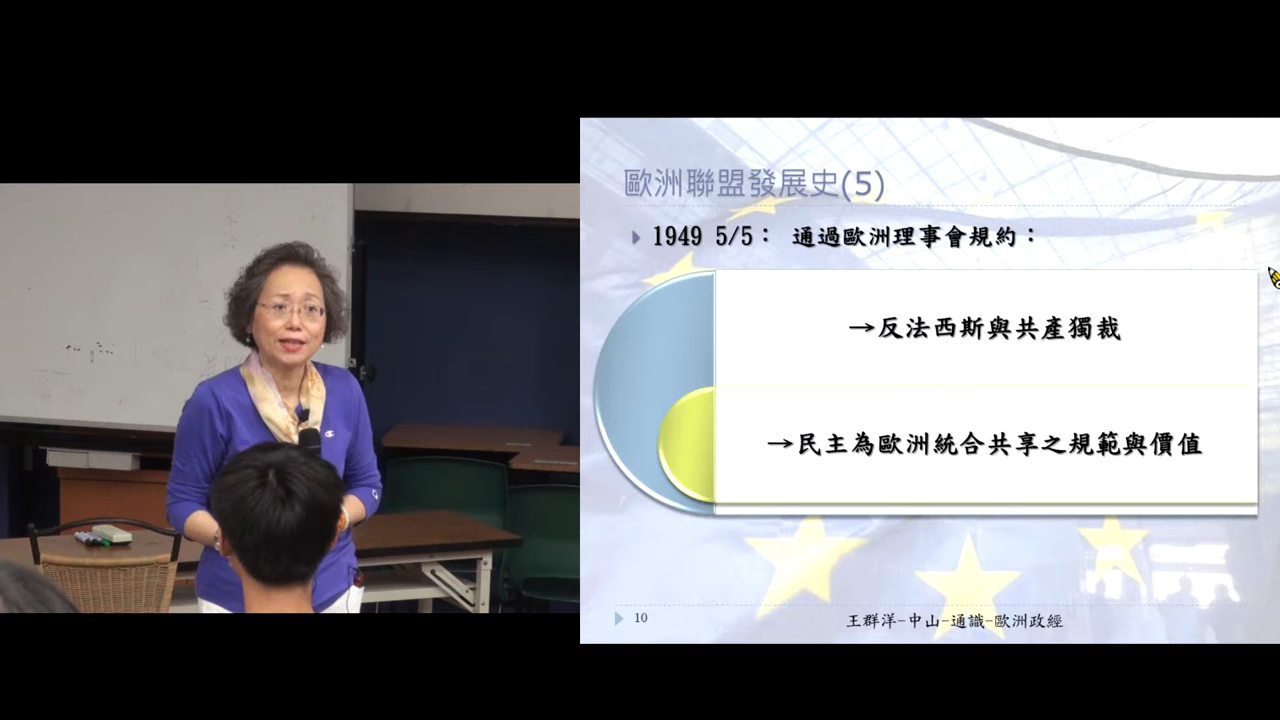 歐洲聯盟發展史(5)
1949 5/5： 通過歐洲理事會規約：
→反法西斯與共產獨裁
→民主為歐洲統合共享之規範與價值
10
王群洋-中山-通識-歐洲政經